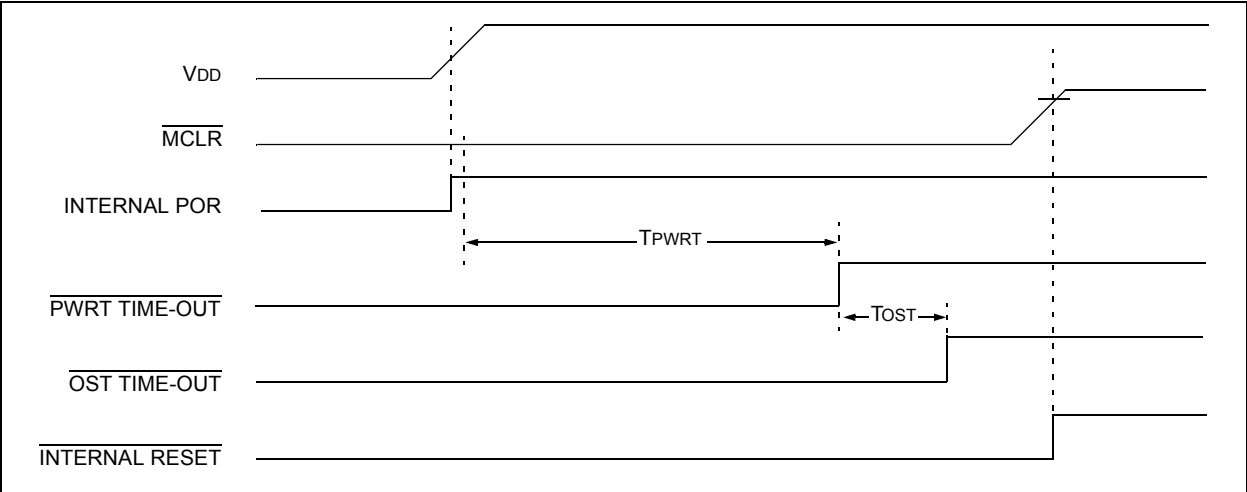 VDD
MCLR
INTERNAL POR
TPWRT
PWRT TIME-OUT
TOST
OST TIME-OUT
INTERNAL RESET